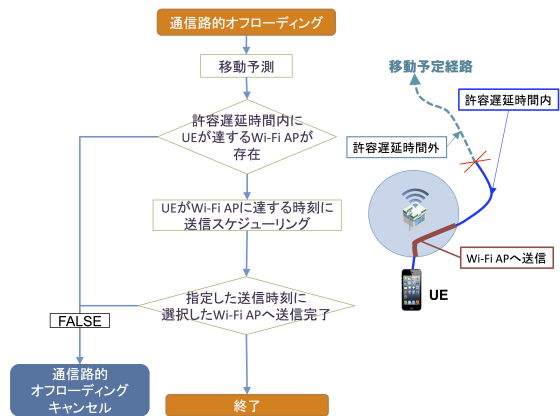 通信路的オフローディング
移動予測
許容遅延時間内に
UEが達するWi-Fi APが
存在
UEがWi-Fi APに達する時刻に
送信スケジューリング
指定した送信時刻に
選択したWi-Fi APへ送信完了
FALSE
通信路的
オフローディング
キャンセル
終了
移動予定経路
許容遅延時間内
許容遅延時間外
Wi-Fi APへ送信
UE